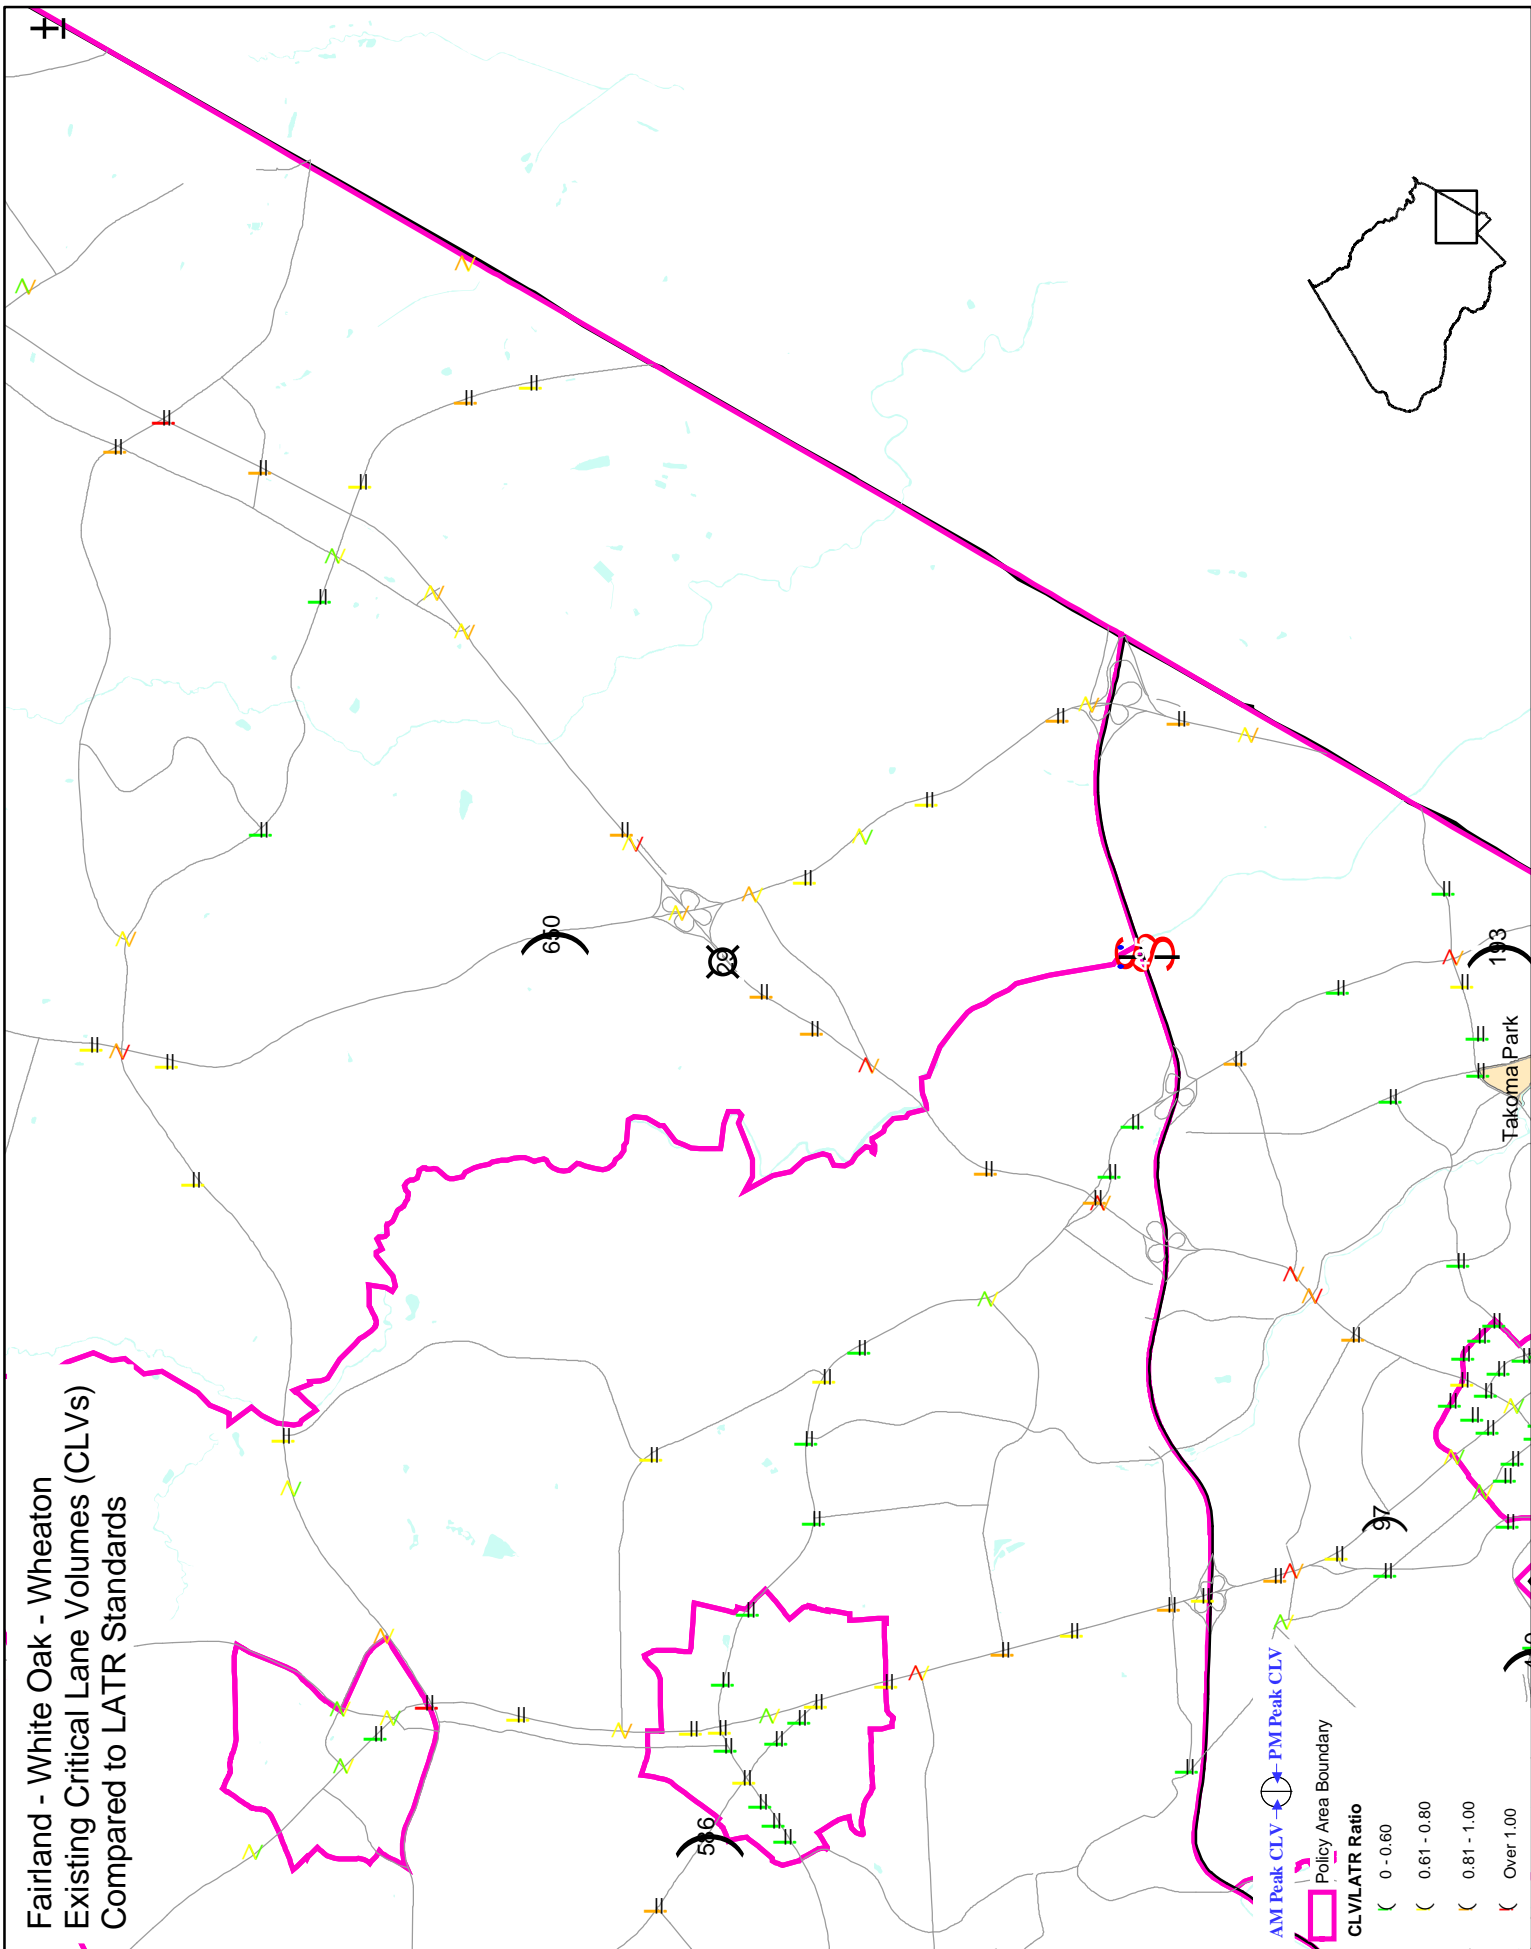 Fairland - White Oak - Wheaton
Existing Critical Lane Volumes (CLVs)
Compared to LATR Standards
650
29
193
Takoma Park
97
586
AM Peak CLV
PM Peak CLV
Policy Area Boundary
CLV/LATR Ratio
0 - 0.60
0.61 - 0.80
0.81 - 1.00
Over 1.00